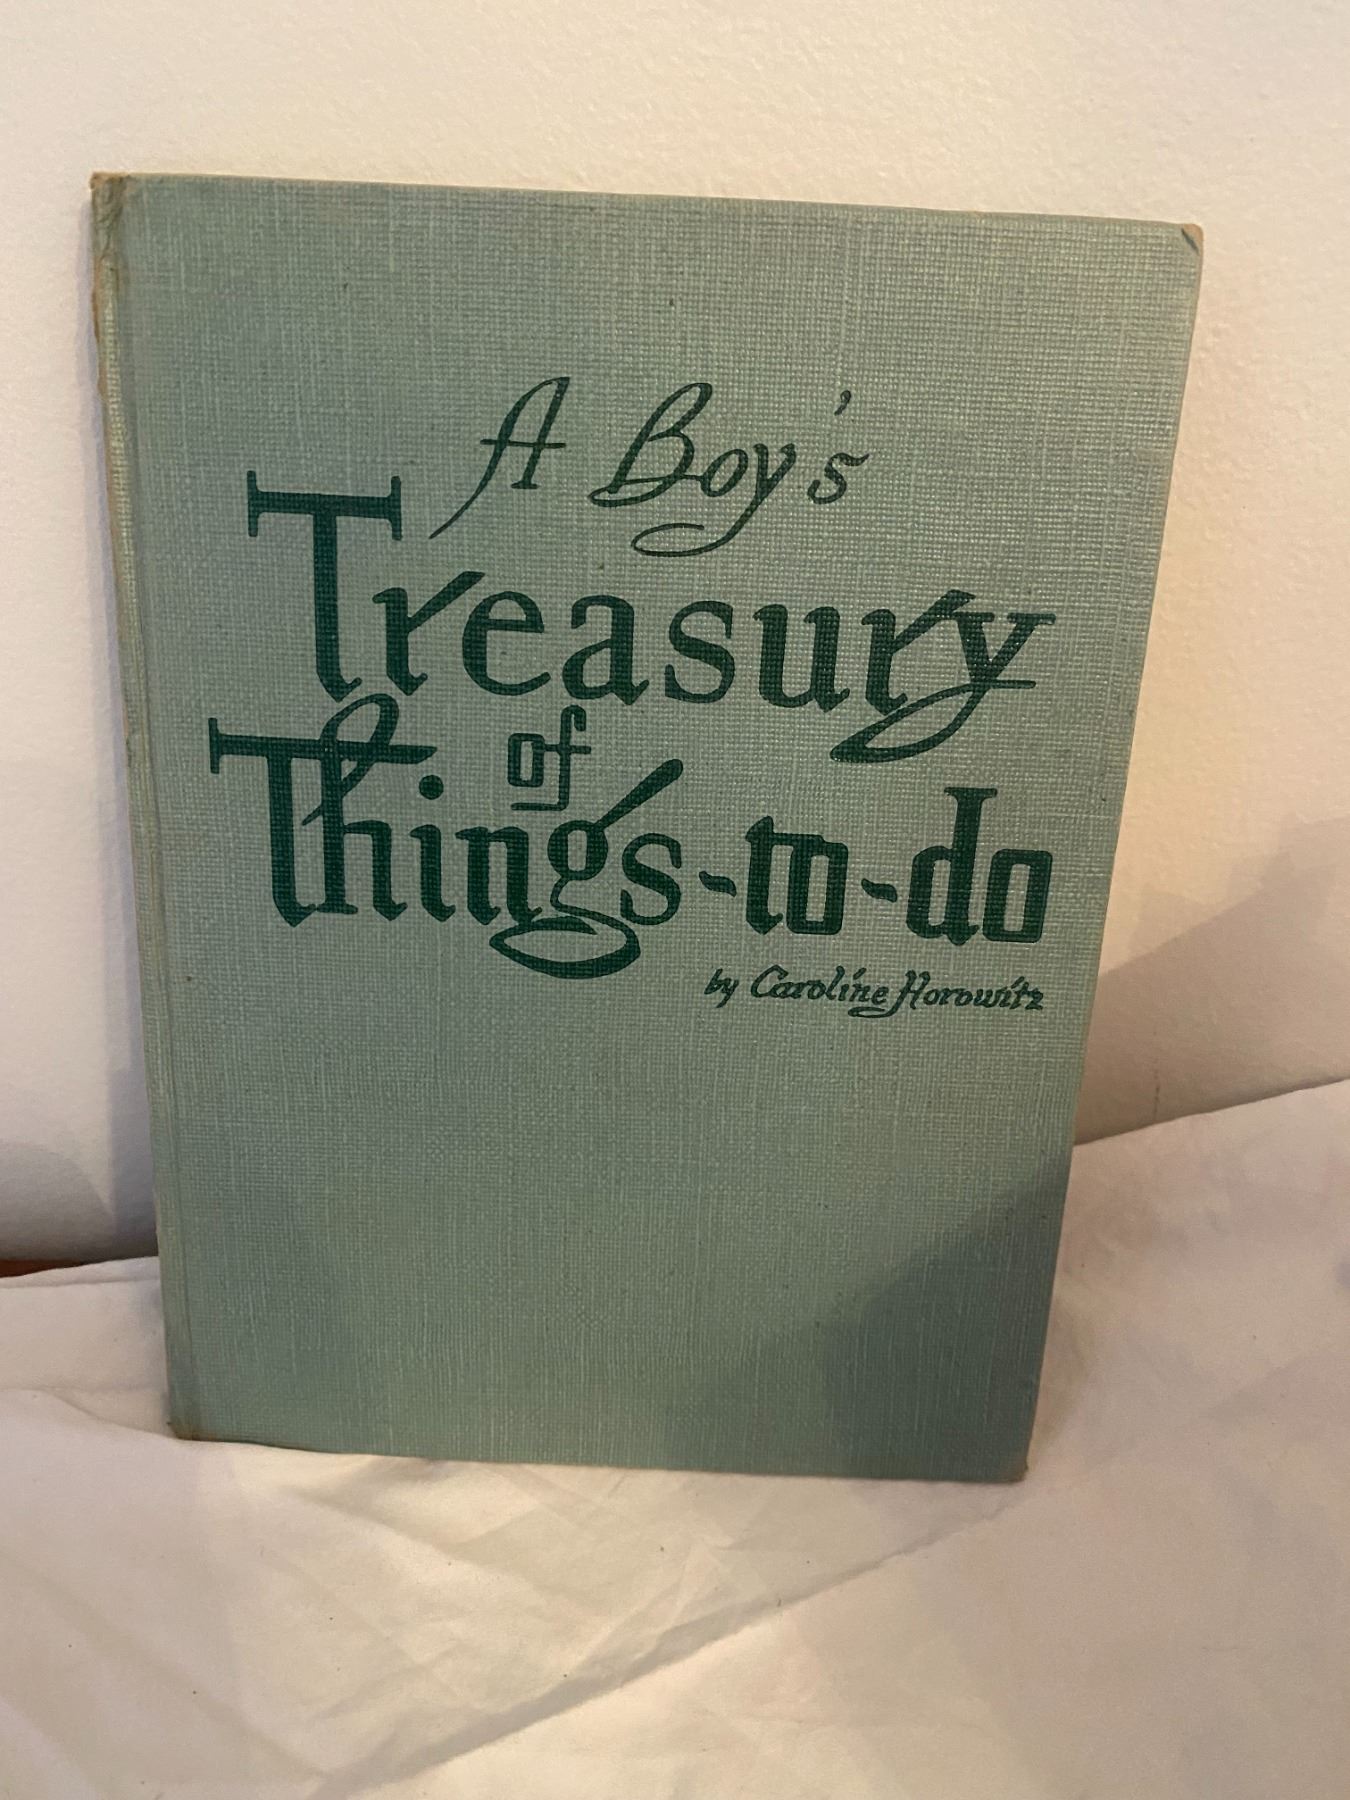 A Boy's
Treasury
of
Things-to-do
by Caroline Horowitz